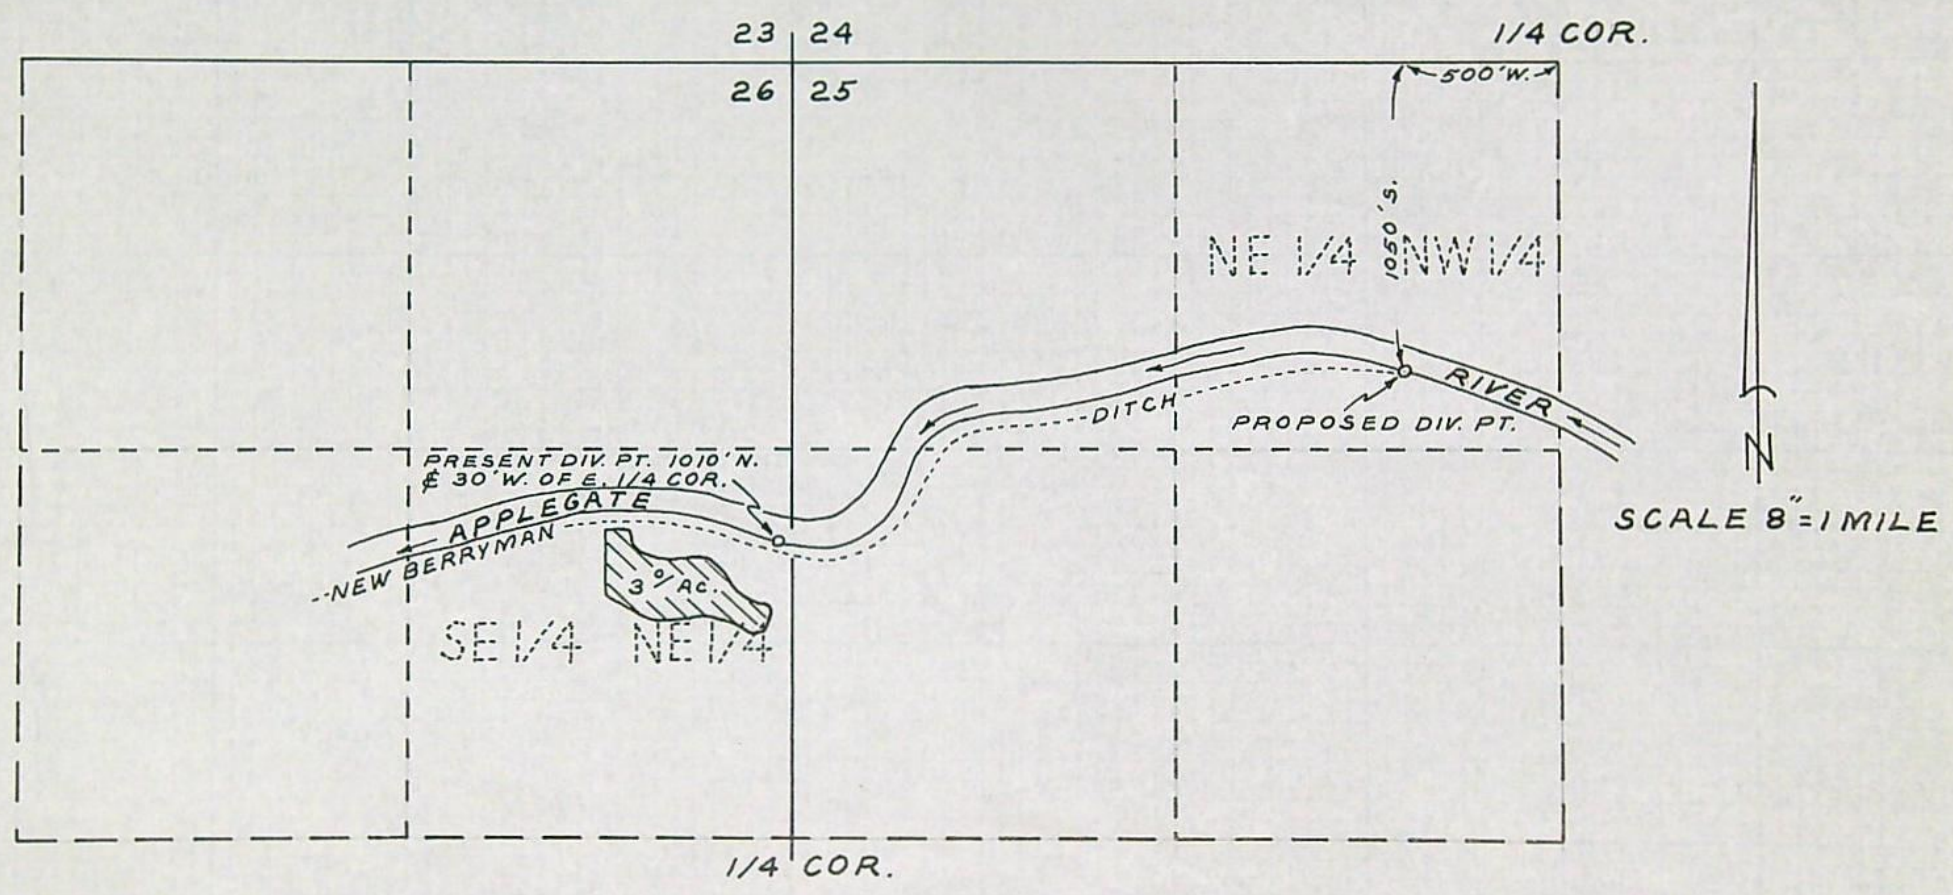 23 24
1/4 COR.
26 25
500' W.
1050' S.
NE 1/4 NW 1/4
RIVER
DITCH
PROPOSED DIV. PT.
PRESENT DIV. PT. 1010' N.
& 30' W. OF E. 1/4 COR.
APPLEGATE
NEW BERRYMAN
3 0/ AC.
SE 1/4 NE 1/4
N
SCALE 8" = 1 MILE
1/4 COR.